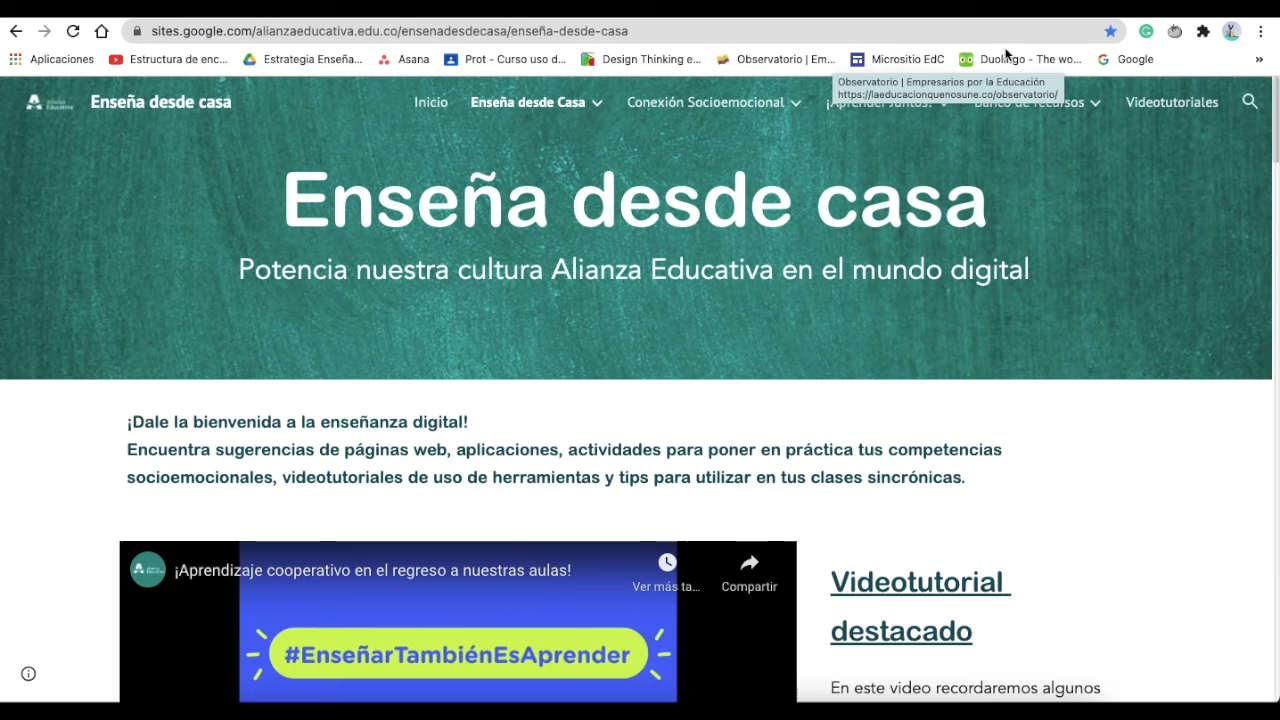 sites.google.com/alianzaeducativa.edu.co/ensenadesdecasa/enseña-desde-casa
Aplicaciones
Estructura de enc...
Estrategia Enseña...
Asana
Prot - Curso uso d...
Design Thinking e...
Observatorio | Em...
Micrositio EdC
Duolingo - The wo...
Google
»
Observatorio | Empresarios por la Educación
https://laeducacionquenosune.co/observatorio/
Enseña desde casa
Inicio
Enseña desde Casa
Conexión Socioemocional
¡Aprender Juntos!
Banco de recursos
Videotutoriales
Enseña desde casa
Potencia nuestra cultura Alianza Educativa en el mundo digital
¡Dale la bienvenida a la enseñanza digital!
Encuentra sugerencias de páginas web, aplicaciones, actividades para poner en práctica tus competencias
socioemocionales, videotutoriales de uso de herramientas y tips para utilizar en tus clases sincrónicas.
¡Aprendizaje cooperativo en el regreso a nuestras aulas!
Ver más ta...
Compartir
#EnseñarTambiénEsAprender
Videotutorial
destacado
En este video recordaremos algunos